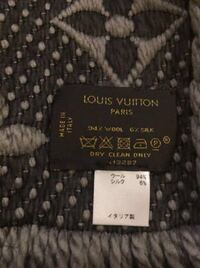 LOUIS VUITTON
PARIS
MADE IN
ITALY
94% WOOL 6% SILK
DRY CLEAN ONLY
ウール 94%
シルク 6%
イタリア製